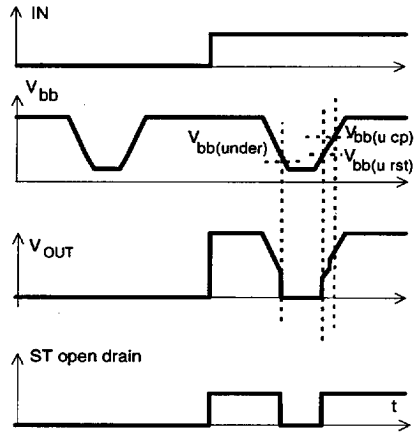 IN
Vbb
Vbb(under)
Vbb(u cp)
Vbb(u rst)
VOUT
ST open drain
t